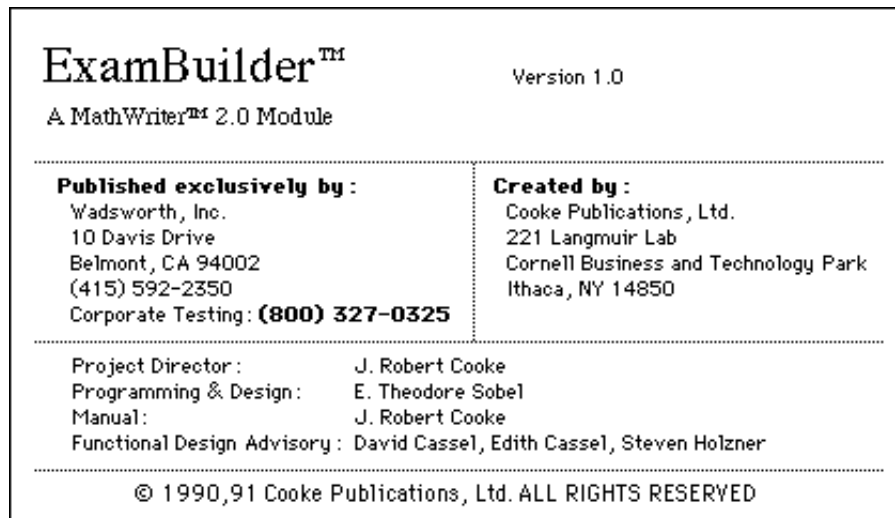 ExamBuilder™
Version 1.0
A MathWriter™ 2.0 Module
Published exclusively by:
Wadsworth, Inc.
10 Davis Drive
Belmont, CA 94002
(415) 592-2350
Corporate Testing: (800) 327-0325
Created by:
Cooke Publications, Ltd.
221 Langmuir Lab
Cornell Business and Technology Park
Ithaca, NY 14850
Project Director: J. Robert Cooke
Programming & Design: E. Theodore Sobel
Manual: J. Robert Cooke
Functional Design Advisory: David Cassel, Edith Cassel, Steven Holzner
© 1990,91 Cooke Publications, Ltd. ALL RIGHTS RESERVED